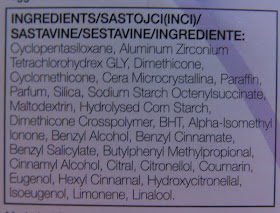 INGREDIENTS/SASTOJCI(INCI)/
SASTAVINE/SESTAVINE/INGREDIENTE:
Cyclopentasiloxane, Aluminum Zirconium
Tetrachlorohydrex GLY, Dimethicone,
Cyclomethicone, Cera Microcristallina, Paraffin,
Parfum, Silica, Sodium Starch Octenylsuccinate,
Maltodextrin, Hydrolysed Corn Starch,
Dimethicone Crosspolymer, BHT, Alpha-Isomethyl
Ionone, Benzyl Alcohol, Benzyl Cinnamate,
Benzyl Salicylate, Butylphenyl Methylpropional,
Cinnamyl Alcohol, Citral, Citronellol, Coumarin,
Eugenol, Hexyl Cinnamal, Hydroxycitronellal,
Isoeugenol, Limonene, Linalool.